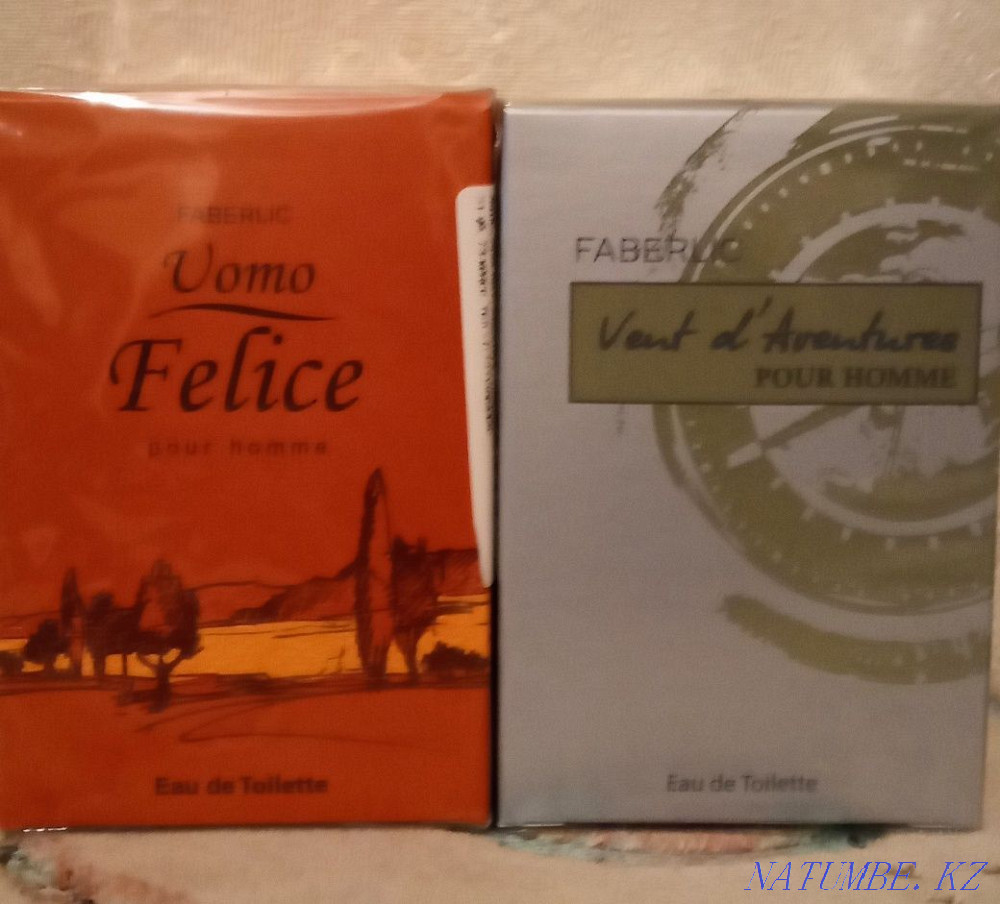 FABERLIC
Uomo
Felice
pour homme
Eau de Toilette
FABERLIC
Vent d'Aventures
POUR HOMME
Eau de Toilette
NATUMBE.KZ